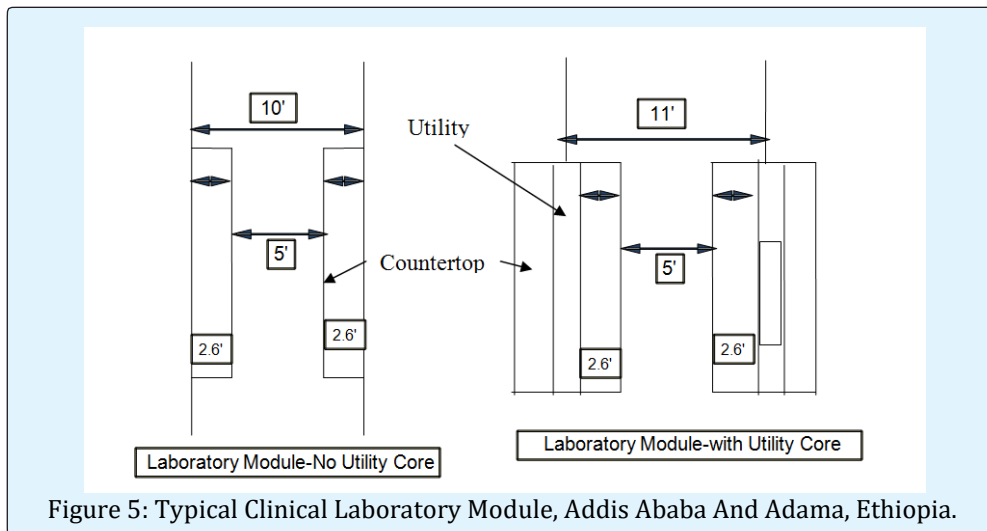 10'
11'
Utility
5'
5'
Countertop
2.6'
2.6'
2.6'
2.6'
Laboratory Module-No Utility Core
Laboratory Module-with Utility Core
Figure 5: Typical Clinical Laboratory Module, Addis Ababa And Adama, Ethiopia.